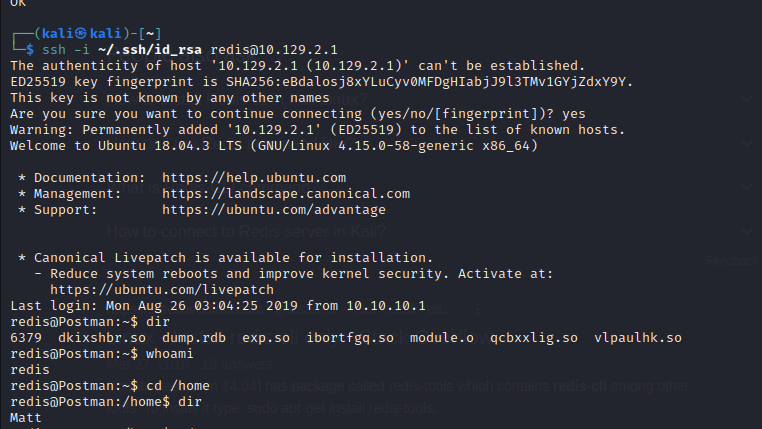 OK
┌──(kali㉿kali)-[~]
└─$ ssh -i ~/.ssh/id_rsa redis@10.129.2.1
The authenticity of host '10.129.2.1 (10.129.2.1)' can't be established.
ED25519 key fingerprint is SHA256:eBdalosj8xYLuCyv0MFDgHIabjJ9l3TMv1GYjZdxY9Y.
This key is not known by any other names
Are you sure you want to continue connecting (yes/no/[fingerprint])? yes
Warning: Permanently added '10.129.2.1' (ED25519) to the list of known hosts.
Welcome to Ubuntu 18.04.3 LTS (GNU/Linux 4.15.0-58-generic x86_64)
* Documentation:  https://help.ubuntu.com
* Management:     https://landscape.canonical.com
* Support:        https://ubuntu.com/advantage
How to connect to Redis server in Kali?
Feedback
* Canonical Livepatch is available for installation.
- Reduce system reboots and improve kernel security. Activate at:
https://ubuntu.com/livepatch
Last login: Mon Aug 26 03:04:25 2019 from 10.10.10.1
redis@Postman:~$ dir
6379  dkixshbr.so  dump.rdb  exp.so  ibortfgq.so  module.o  qcbxxlig.so  vlpaulhk.so
redis@Postman:~$ whoami
redis
redis@Postman:~$ cd /home
redis@Postman:/home$ dir
has package called redis-tools which contains redis-cli among other
type: sudo apt-get install redis-tools.
Matt